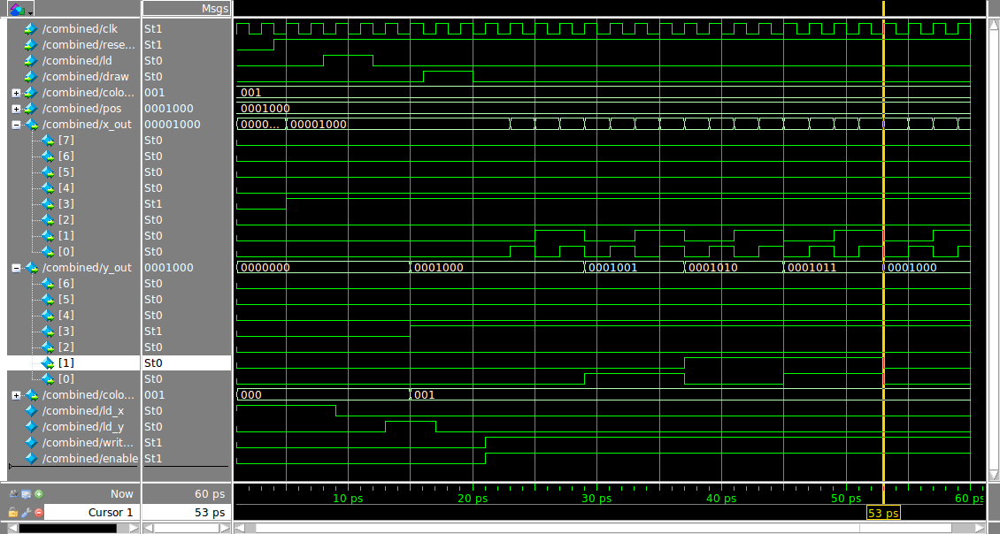 Msgs
/combined/clk St1
/combined/rese... St1
/combined/ld St0
/combined/draw St0
/combined/colo... 001 001
/combined/pos 0001000 0001000
/combined/x_out 00001000 0000... 00001000
[7] St0
[6] St0
[5] St0
[4] St0
[3] St1
[2] St0
[1] St0
[0] St0
/combined/y_out 0001000 0000000 0001000 0001001 0001010 0001011 0001000
[6] St0
[5] St0
[4] St0
[3] St1
[2] St0
[1] St0
[0] St0
/combined/colo... 001 000 001
/combined/ld_x St0
/combined/ld_y St0
/combined/writ... St1
/combined/enable St1
Now 60 ps 10 ps 20 ps 30 ps 40 ps 50 ps 60 ps
Cursor 1 53 ps 53 ps